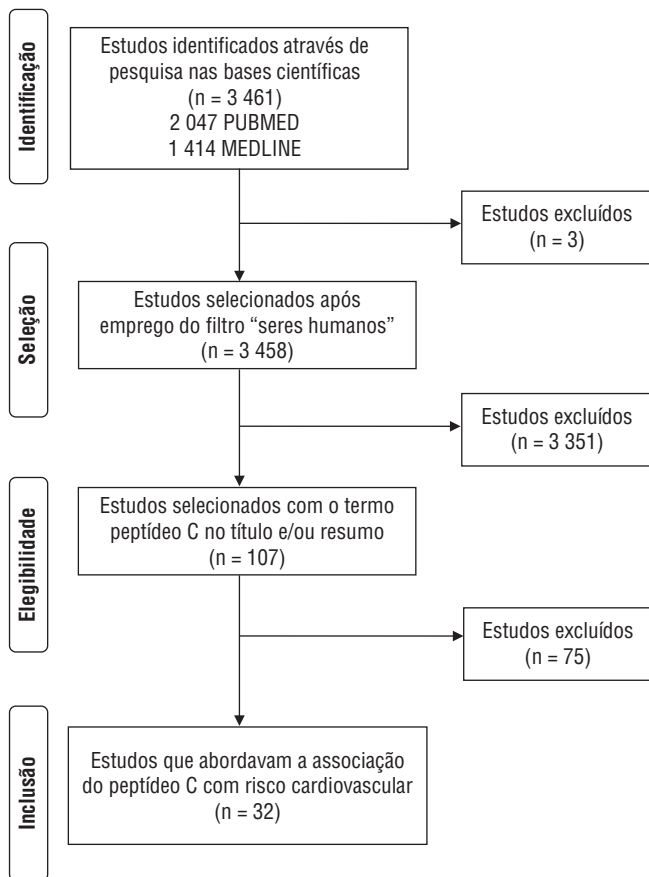 Identificação
Estudos identificados através de
pesquisa nas bases científicas
(n = 3 461)
2 047 PUBMED
1 414 MEDLINE
Estudos excluídos
(n = 3)
Seleção
Estudos selecionados após
emprego do filtro “seres humanos”
(n = 3 458)
Estudos excluídos
(n = 3 351)
Elegibilidade
Estudos selecionados com o termo
peptídeo C no título e/ou resumo
(n = 107)
Estudos excluídos
(n = 75)
Inclusão
Estudos que abordavam a associação
do peptídeo C com risco cardiovascular
(n = 32)